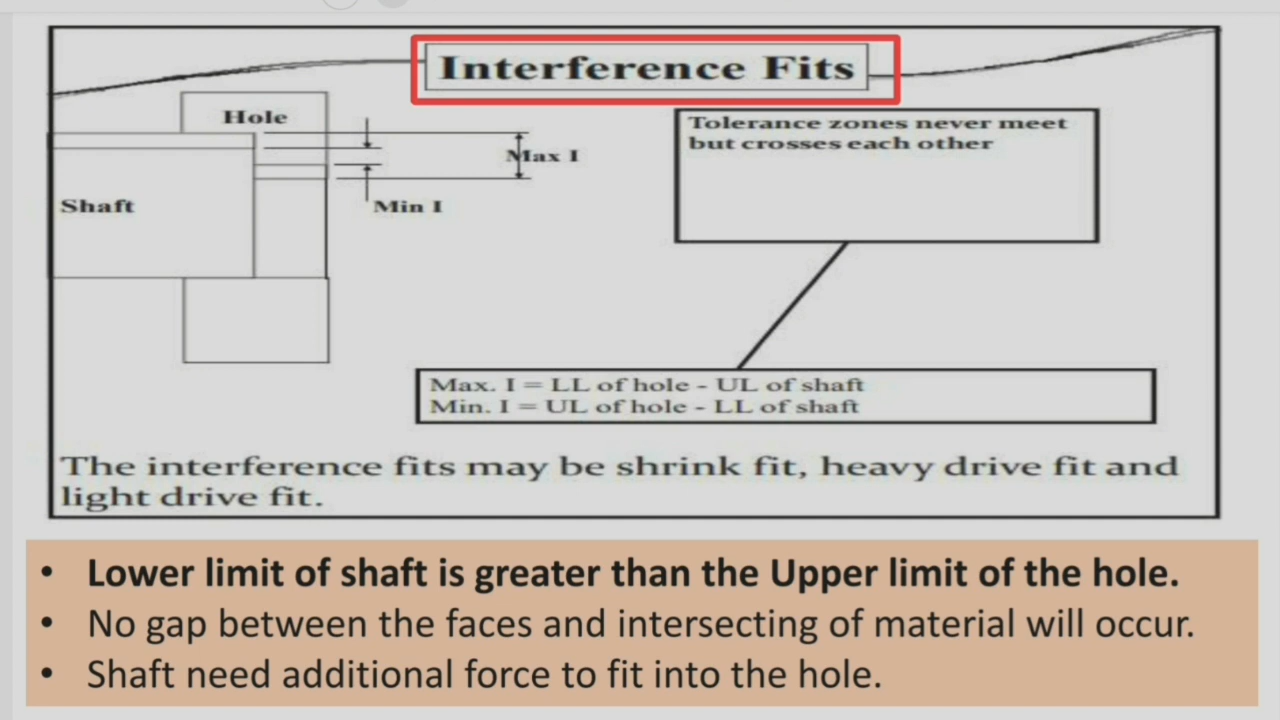 Interference Fits
Hole
Tolerance zones never meet
but crosses each other
Max I
Shaft
Min I
Max. I = LL of hole - UL of shaft
Min. I = UL of hole - LL of shaft
The interference fits may be shrink fit, heavy drive fit and
light drive fit.
• Lower limit of shaft is greater than the Upper limit of the hole.
• No gap between the faces and intersecting of material will occur.
• Shaft need additional force to fit into the hole.